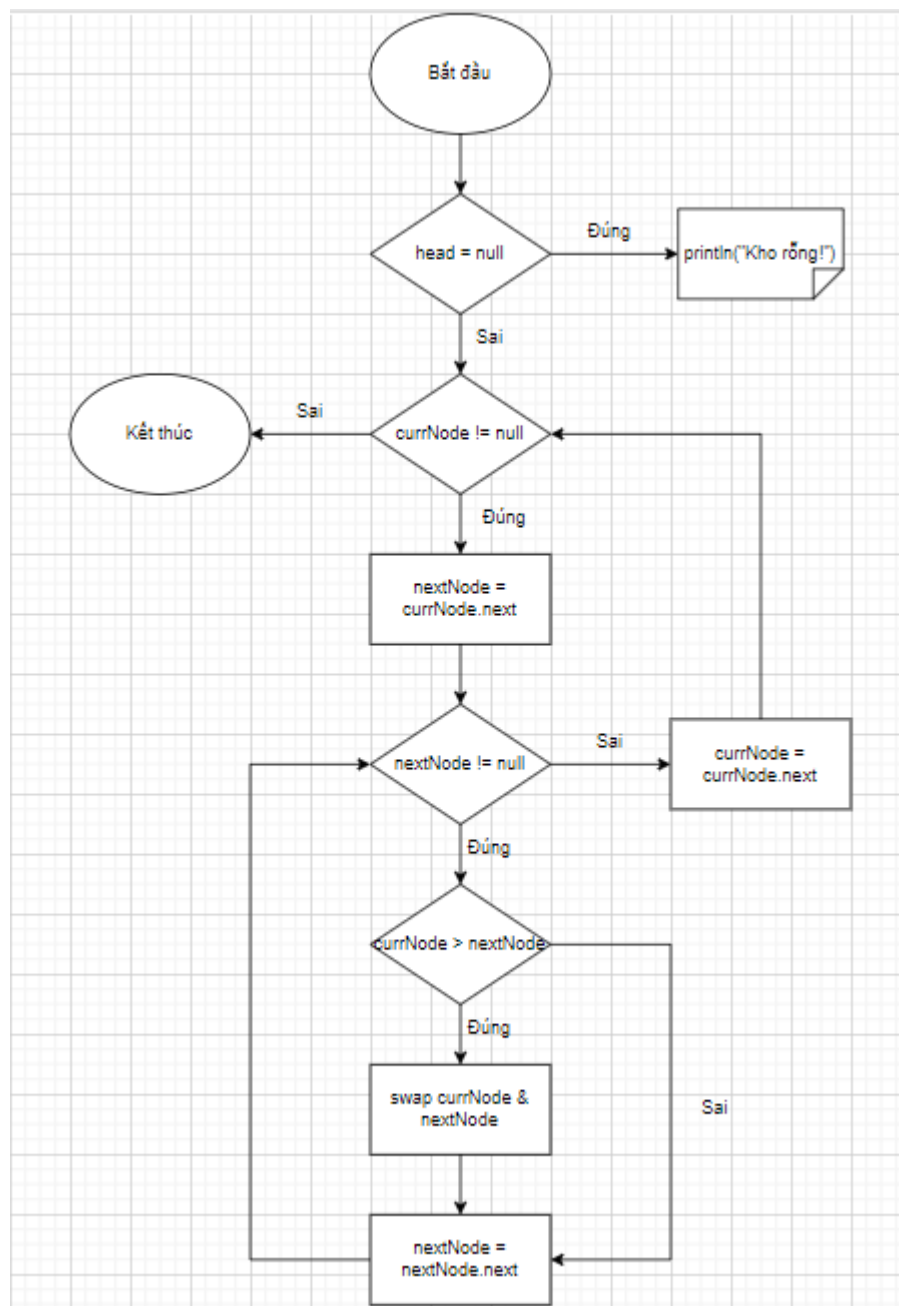 Bắt đầu
head = null
Đúng
println("Kho rỗng!")
Sai
currNode != null
Sai
Kết thúc
Đúng
nextNode =
currNode.next
nextNode != null
Sai
currNode =
currNode.next
Đúng
currNode > nextNode
Đúng
swap currNode &
nextNode
Sai
nextNode =
nextNode.next